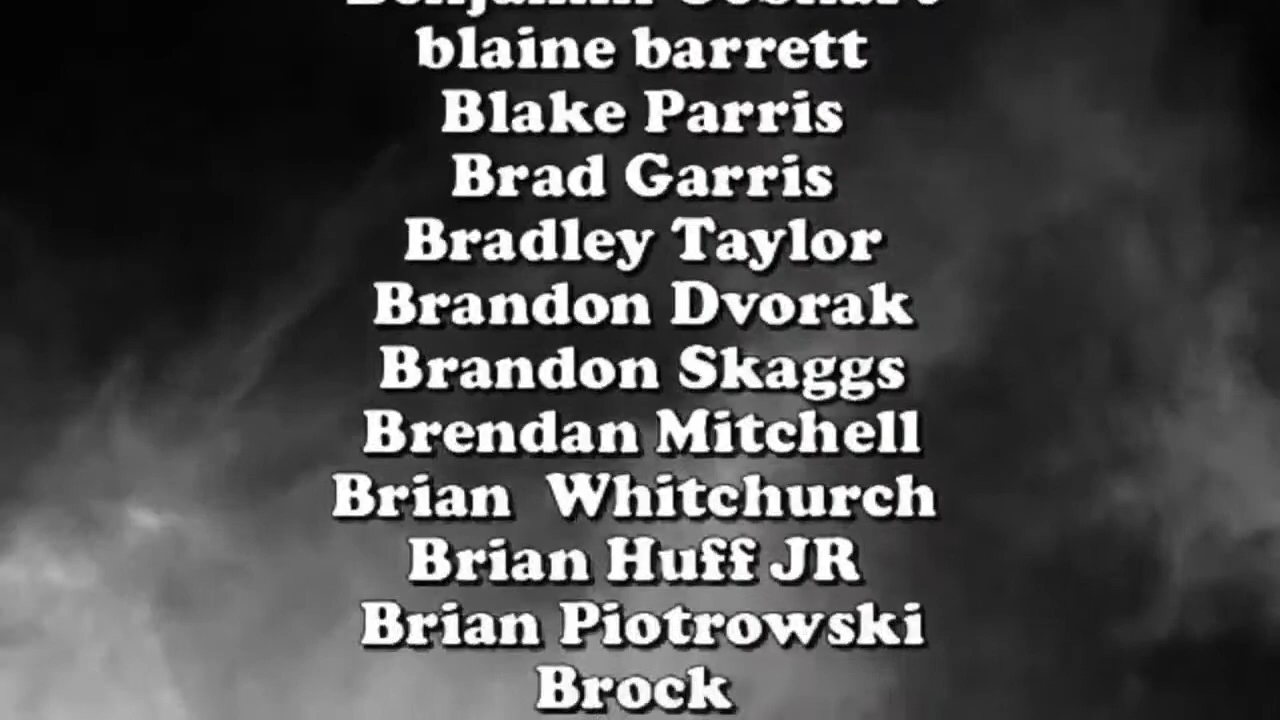 Benjamin
blaine barrett
Blake Parris
Brad Garris
Bradley Taylor
Brandon Dvorak
Brandon Skaggs
Brendan Mitchell
Brian  Whitchurch
Brian Huff JR
Brian Piotrowski
Brock